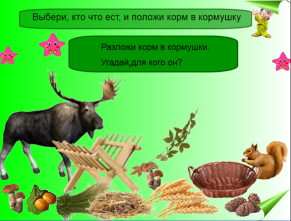 Выбери, кто что ест, и положи корм в кормушку
Разложи корм в кормушки.
Угадай,для кого он?